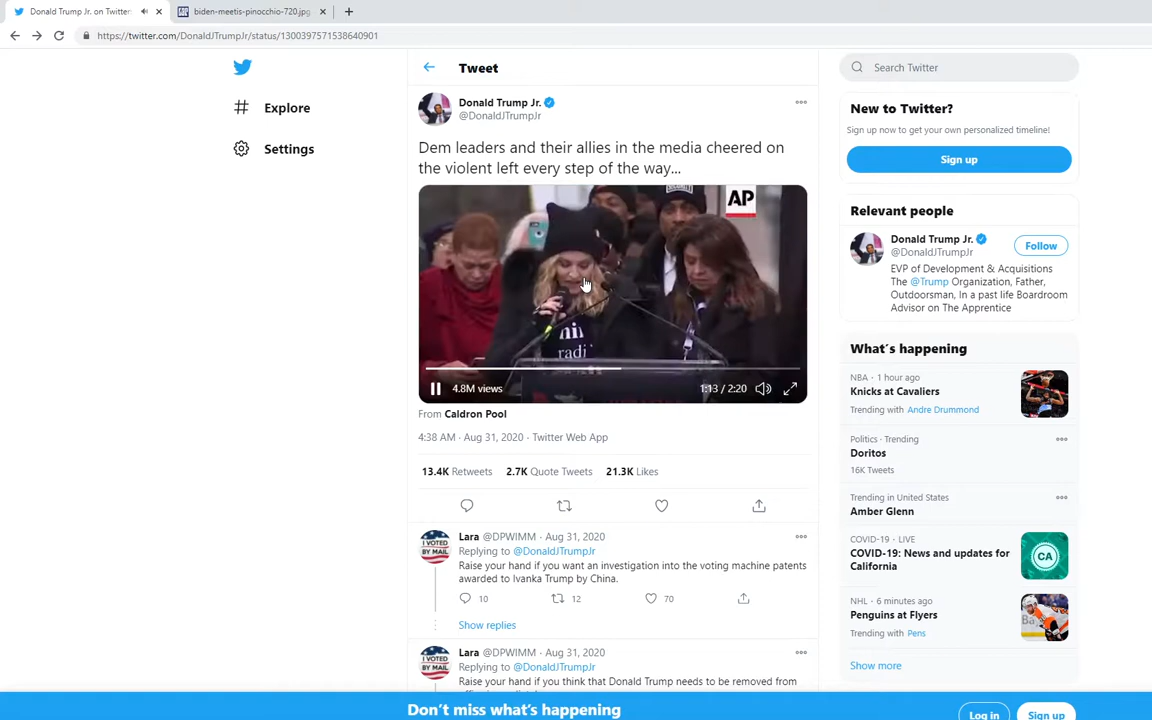 Donald Trump Jr. on Twitter
biden-meetis-pinocchio-720.jpg
https://twitter.com/DonaldJTrumpJr/status/1300397571538640901
Explore
Settings
Tweet
Donald Trump Jr.
@DonaldJTrumpJr
Dem leaders and their allies in the media cheered on
the violent left every step of the way...
AP
4.8M views
1:13 / 2:20
From Caldron Pool
4:38 AM · Aug 31, 2020 · Twitter Web App
13.4K Retweets 2.7K Quote Tweets 21.3K Likes
Lara @DPWIMM · Aug 31, 2020
Replying to @DonaldJTrumpJr
Raise your hand if you want an investigation into the voting machine patents
awarded to Ivanka Trump by China.
10 12 70
Show replies
Lara @DPWIMM · Aug 31, 2020
Replying to @DonaldJTrumpJr
Raise your hand if you think that Donald Trump needs to be removed from
Search Twitter
New to Twitter?
Sign up now to get your own personalized timeline!
Sign up
Relevant people
Donald Trump Jr.
@DonaldJTrumpJr
Follow
EVP of Development & Acquisitions
The @Trump Organization, Father,
Outdoorsman, In a past life Boardroom
Advisor on The Apprentice
What's happening
NBA · 1 hour ago
Knicks at Cavaliers
Trending with Andre Drummond
Politics · Trending
Doritos
16K Tweets
Trending in United States
Amber Glenn
COVID-19 · LIVE
COVID-19: News and updates for
California
CA
NHL · 6 minutes ago
Penguins at Flyers
Trending with Pens
Show more
Don't miss what's happening
Log in
Sign up